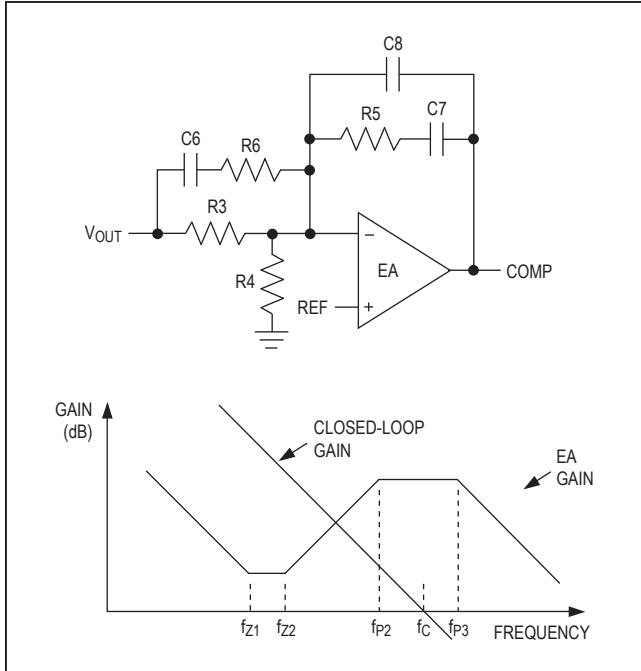 C8
R5
C7
C6
R6
R3
VOUT
R4
−
EA
COMP
REF
+
GAIN
(dB)
CLOSED-LOOP
GAIN
EA
GAIN
fZ1
fZ2
fP2
fC
fP3
FREQUENCY